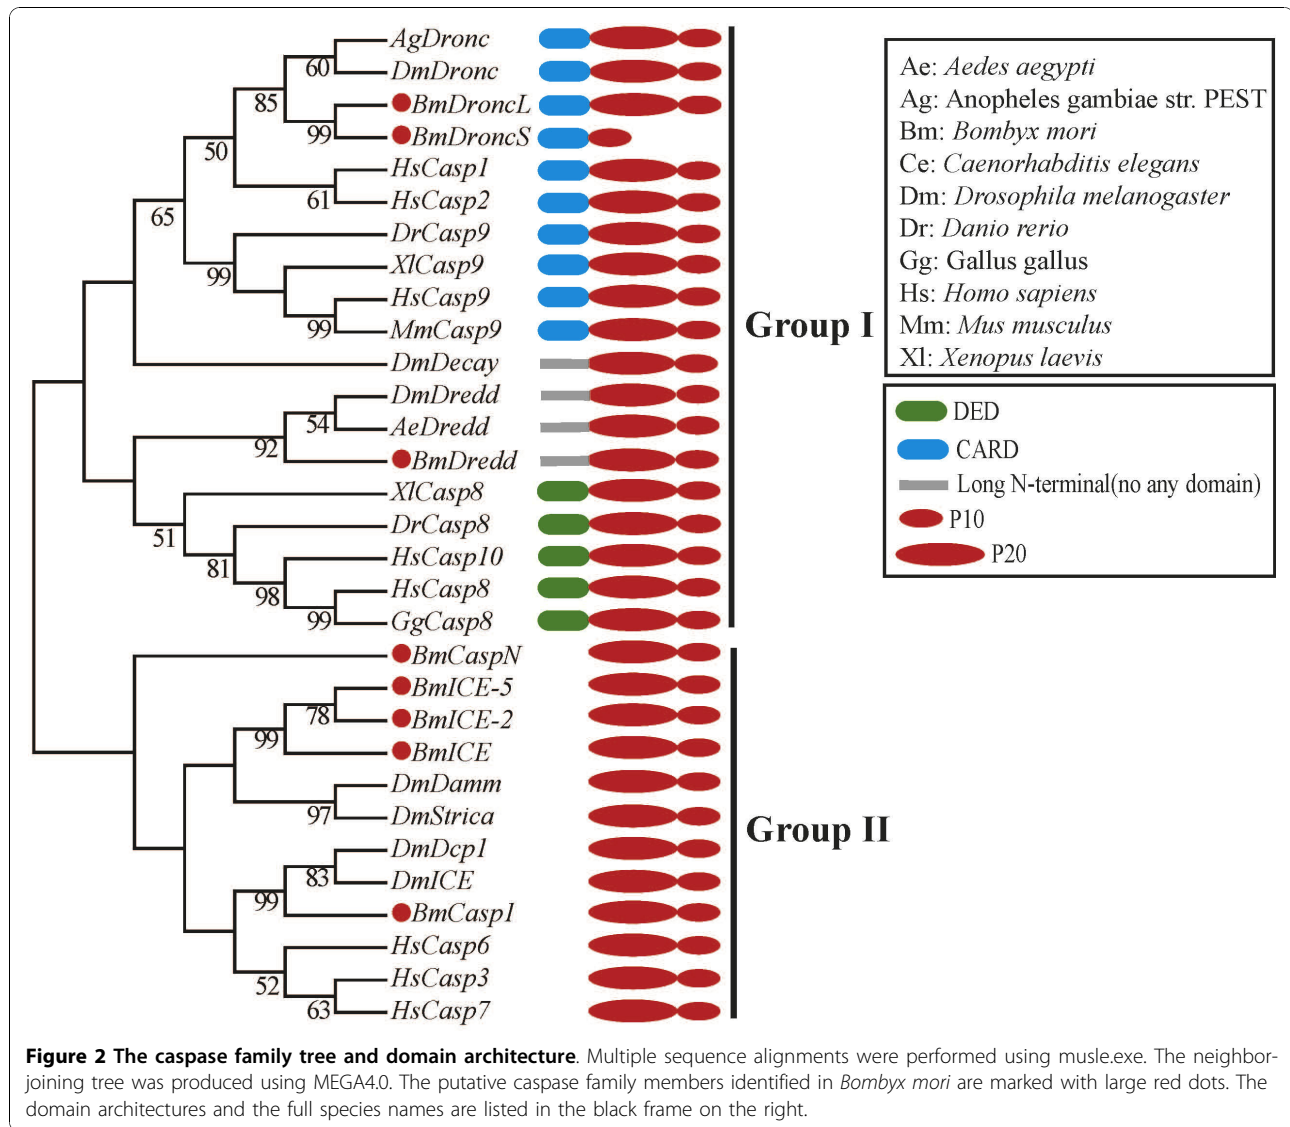 AgDronc
DmDronc
BmDroncL
BmDroncS
HsCasp1
HsCasp2
DrCasp9
XlCasp9
HsCasp9
MmCasp9
DmDecay
DmDredd
AeDredd
BmDredd
XlCasp8
DrCasp8
HsCasp10
HsCasp8
GgCasp8
BmCaspN
BmICE-5
BmICE-2
BmICE
DmDamm
DmStrica
DmDcp1
DmICE
BmCasp1
HsCasp6
HsCasp3
HsCasp7
60
85
99
50
61
65
99
99
54
92
51
81
98
99
78
99
97
83
99
52
63
Group I
Group II
Ae: Aedes aegypti
Ag: Anopheles gambiae str. PEST
Bm: Bombyx mori
Ce: Caenorhabditis elegans
Dm: Drosophila melanogaster
Dr: Danio rerio
Gg: Gallus gallus
Hs: Homo sapiens
Mm: Mus musculus
Xl: Xenopus laevis
DED
CARD
Long N-terminal(no any domain)
P10
P20
Figure 2 The caspase family tree and domain architecture. Multiple sequence alignments were performed using musle.exe. The neighbor-
joining tree was produced using MEGA4.0. The putative caspase family members identified in Bombyx mori are marked with large red dots. The
domain architectures and the full species names are listed in the black frame on the right.